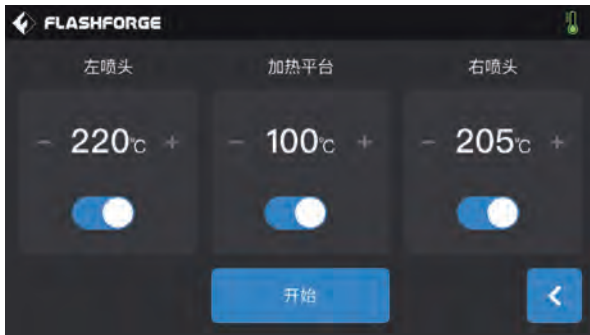 FLASHFORGE
左喷头 加热平台 右喷头
- 220℃ + - 100℃ + - 205℃ +
开始